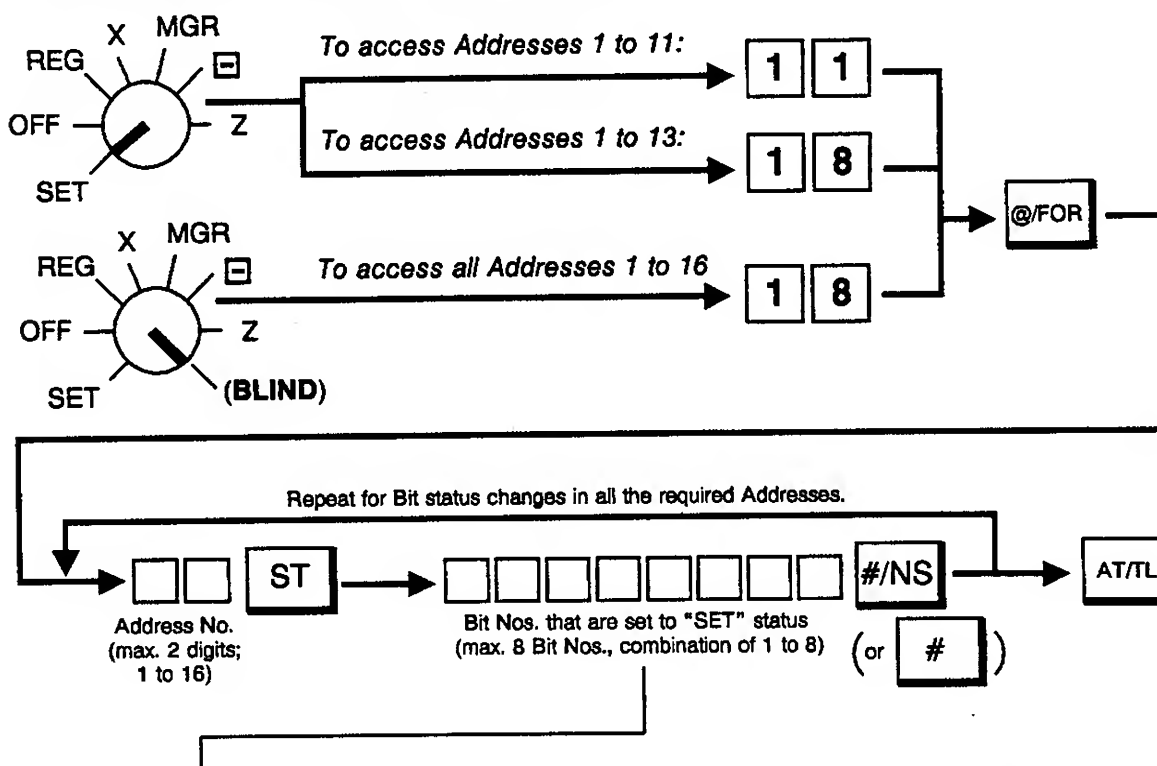 MGR
X
REG
OFF
SET
⊟
Z
To access Addresses 1 to 11:
1 1
To access Addresses 1 to 13:
1 8
@/FOR
MGR
X
REG
OFF
SET
⊟
Z
(BLIND)
To access all Addresses 1 to 16
1 8
Repeat for Bit status changes in all the required Addresses.
ST
#/NS
AT/TL
Address No.
(max. 2 digits;
1 to 16)
Bit Nos. that are set to "SET" status
(max. 8 Bit Nos., combination of 1 to 8)
(or # )